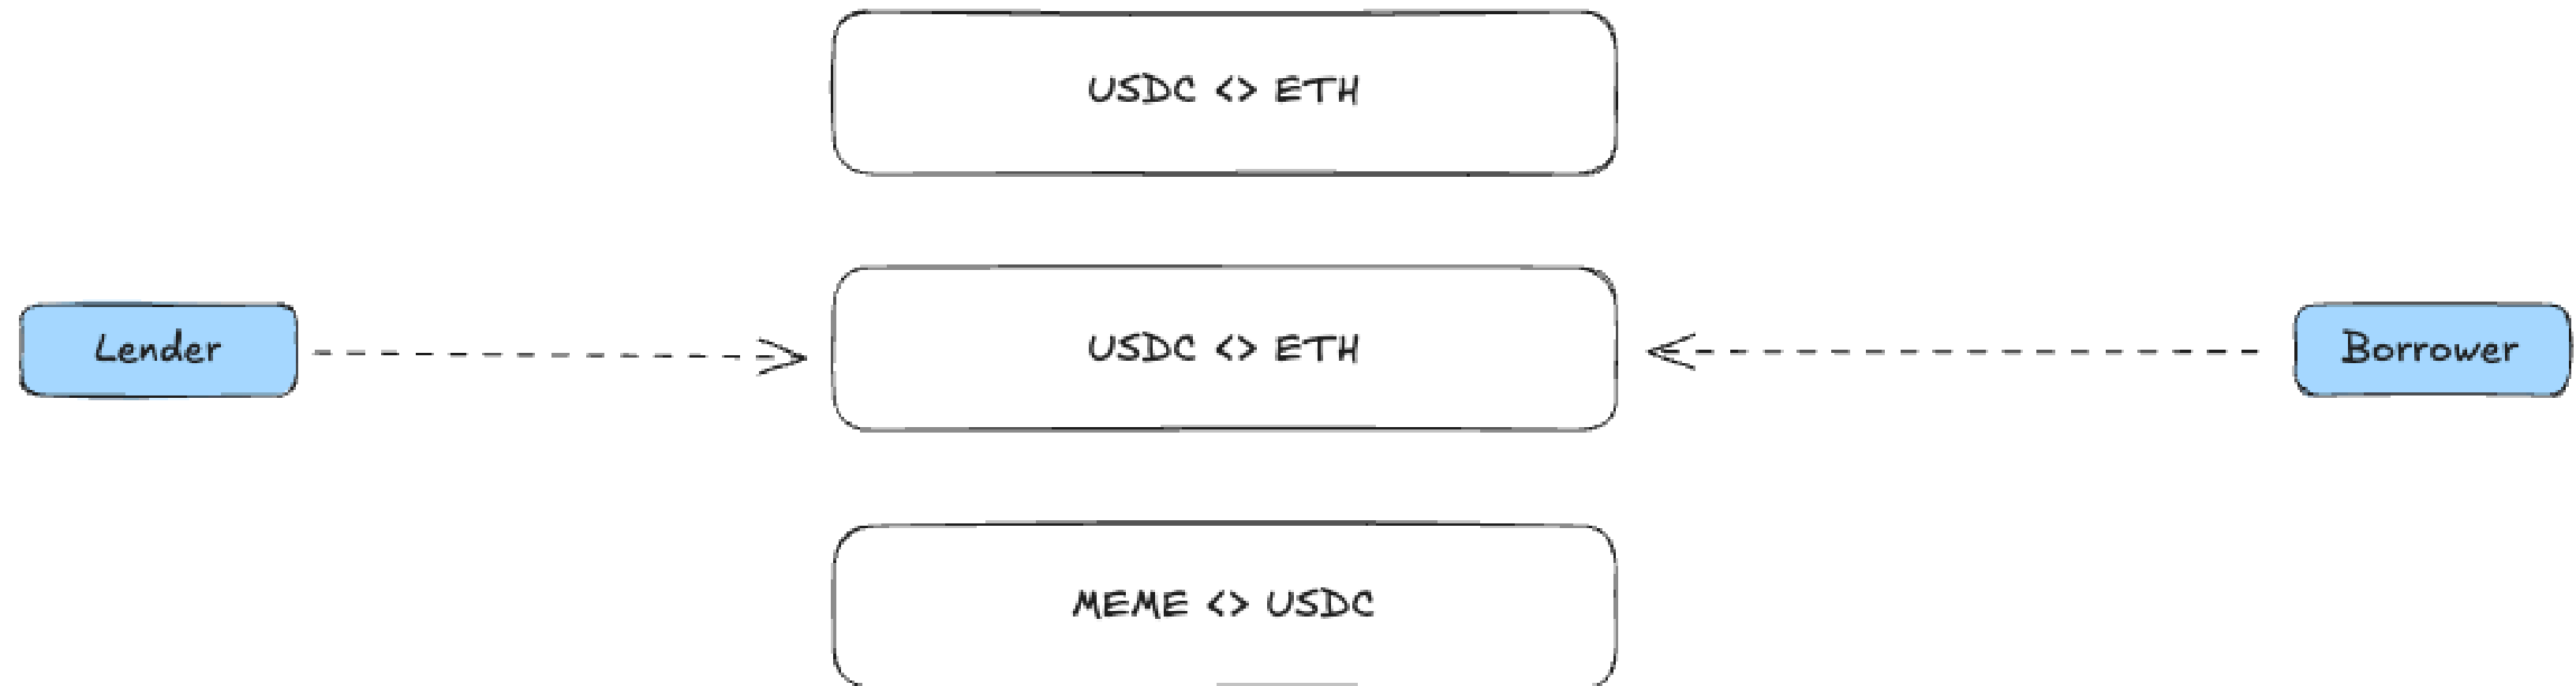 USDC <> ETH
Lender
USDC <> ETH
Borrower
MEME <> USDC